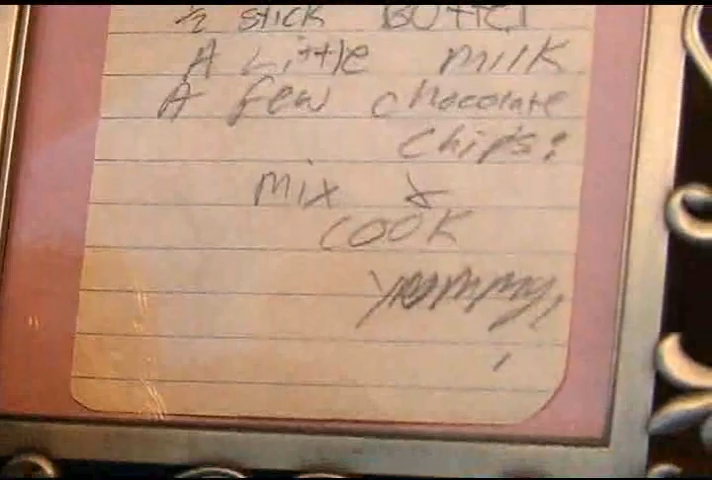 1/2 stick Butter
A Little milk
A few chocolate
chips:
mix &
cook
yummy!